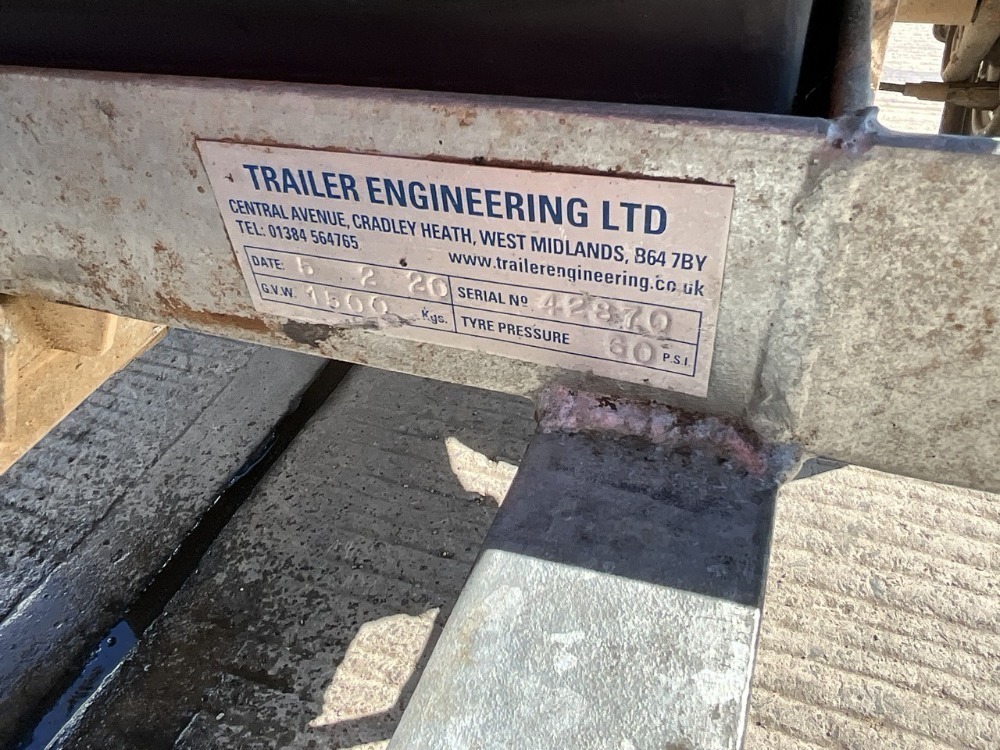 TRAILER ENGINEERING LTD
CENTRAL AVENUE, CRADLEY HEATH, WEST MIDLANDS, B64 7BY
TEL: 01384 564765
www.trailerengineering.co.uk
DATE: 5 2 20 SERIAL Nº 42870
G.V.W. 1500 Kgs. TYRE PRESSURE 60 P.S.I